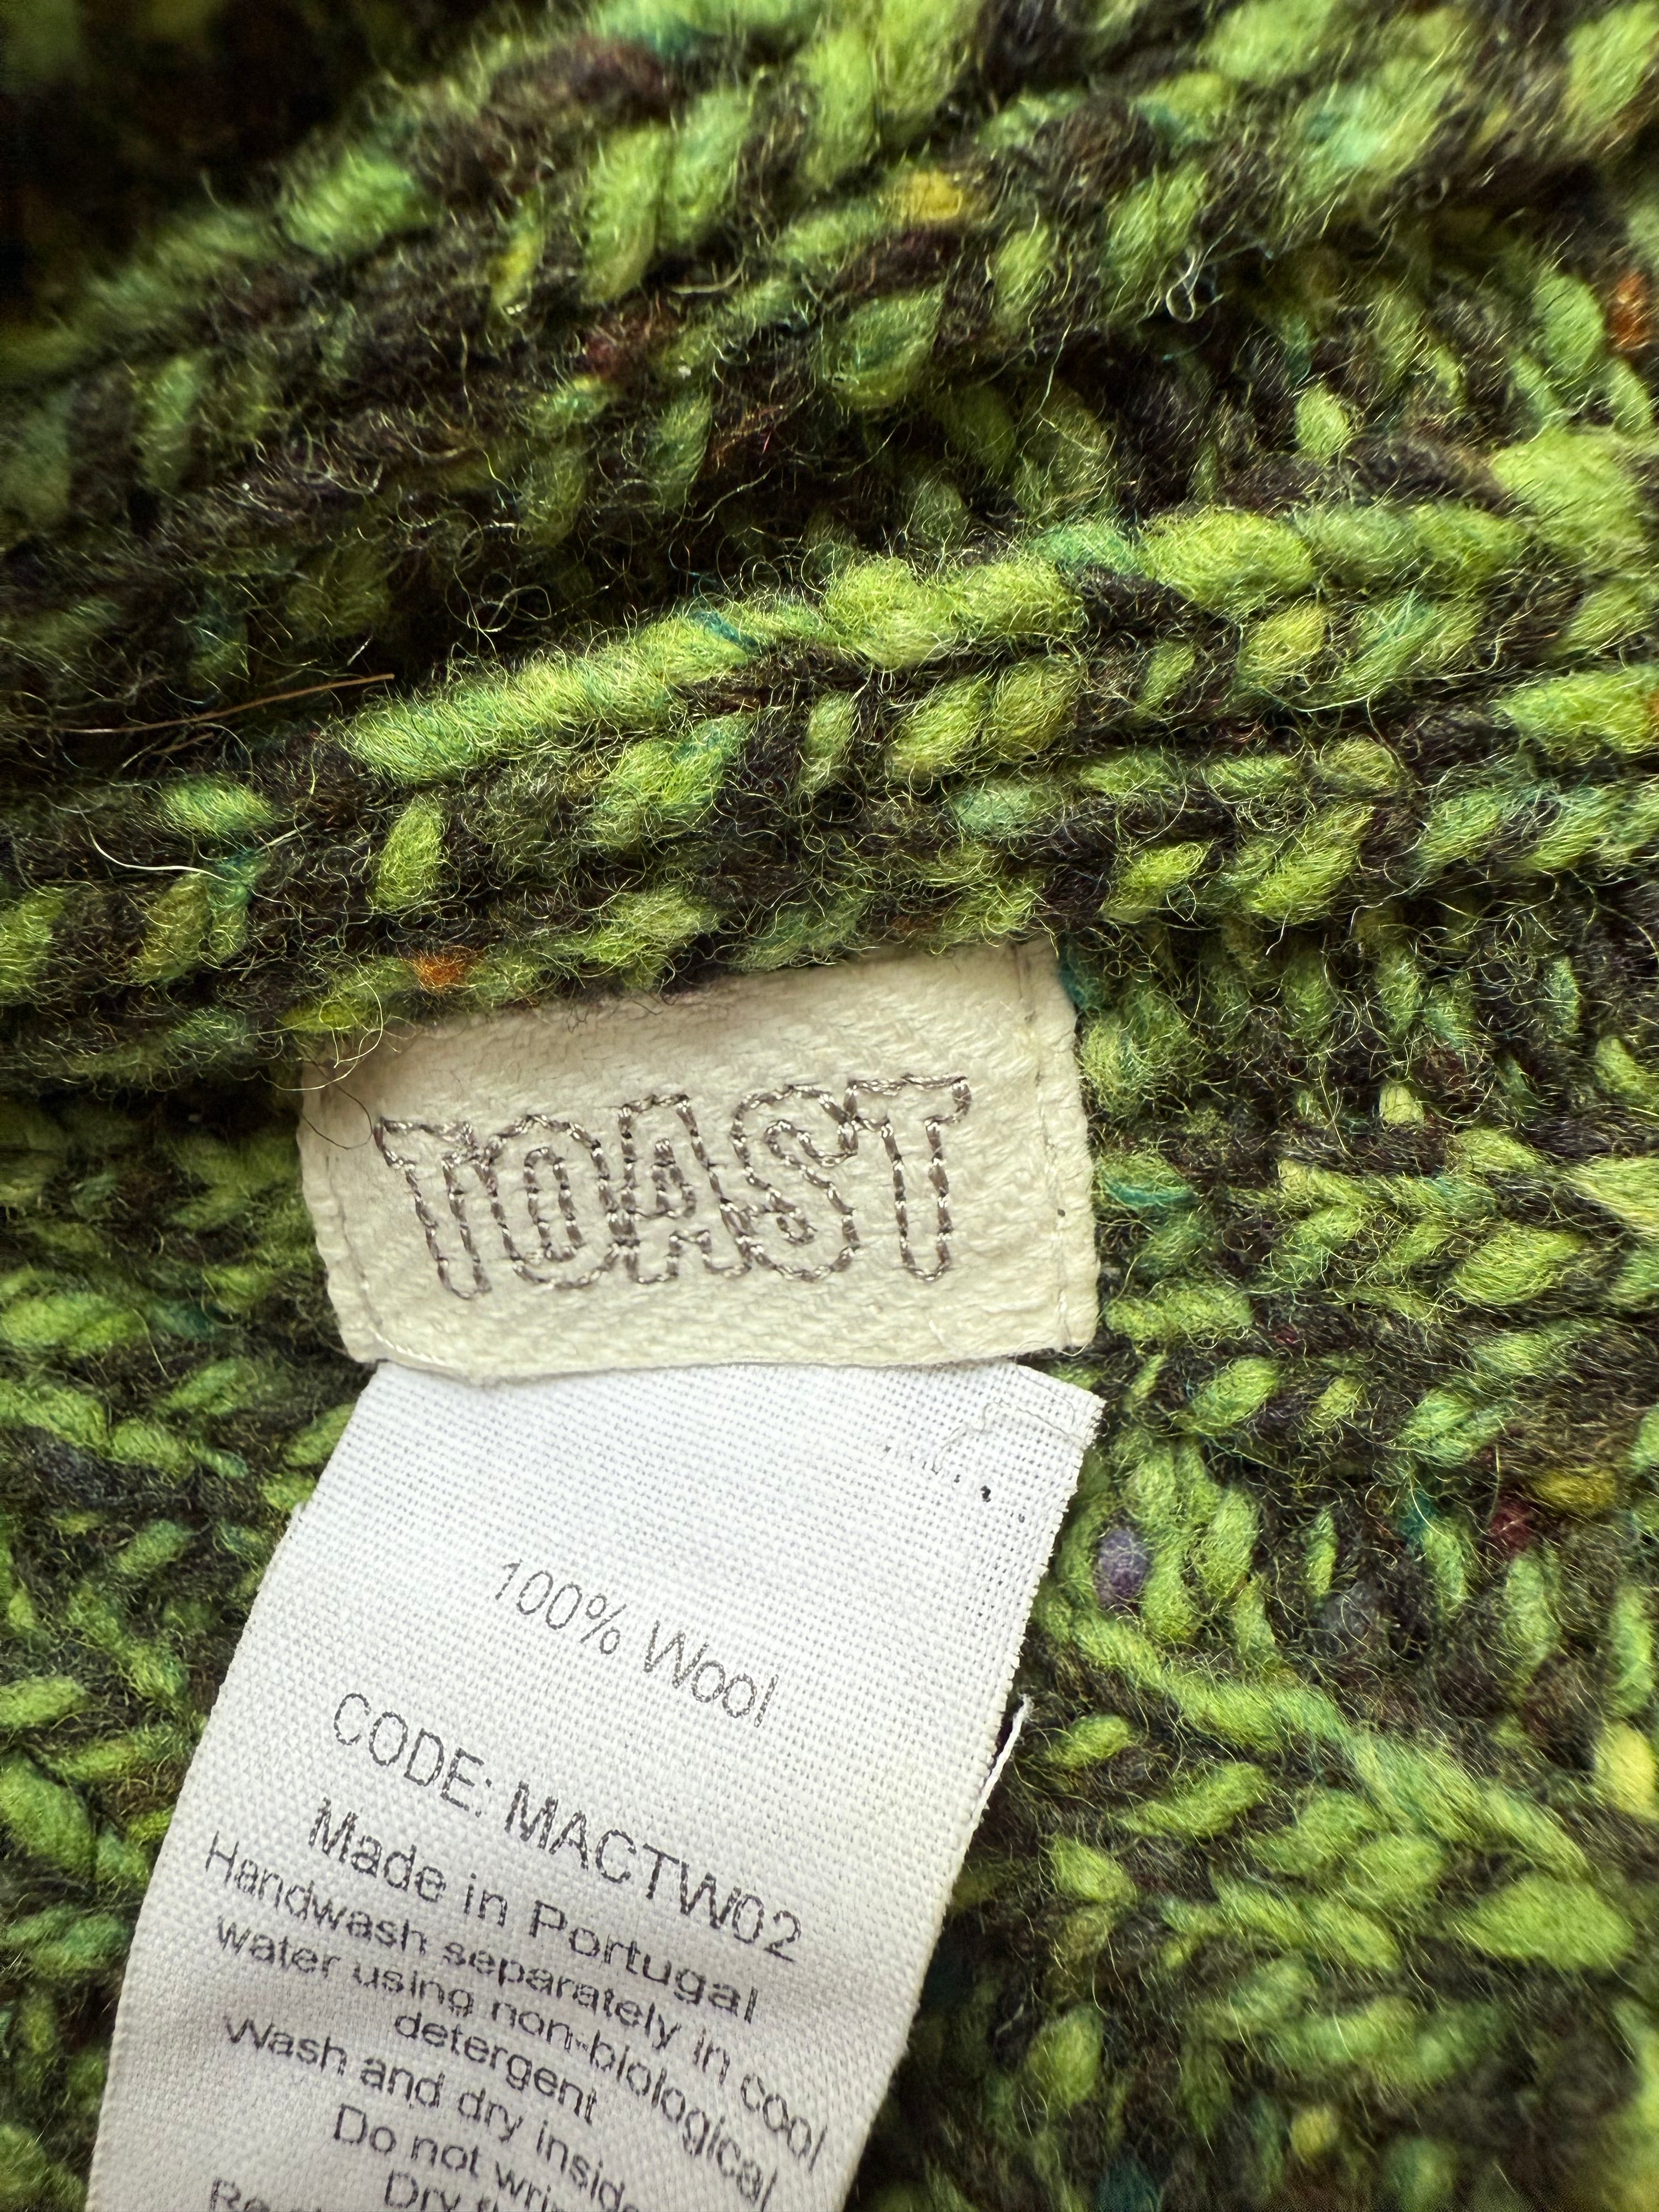 TOAST
100% Wool
CODE: MACTW02
Made in Portugal
Handwash separately in cool
water using non-biological
detergent
Wash and dry inside
Do not
Dry